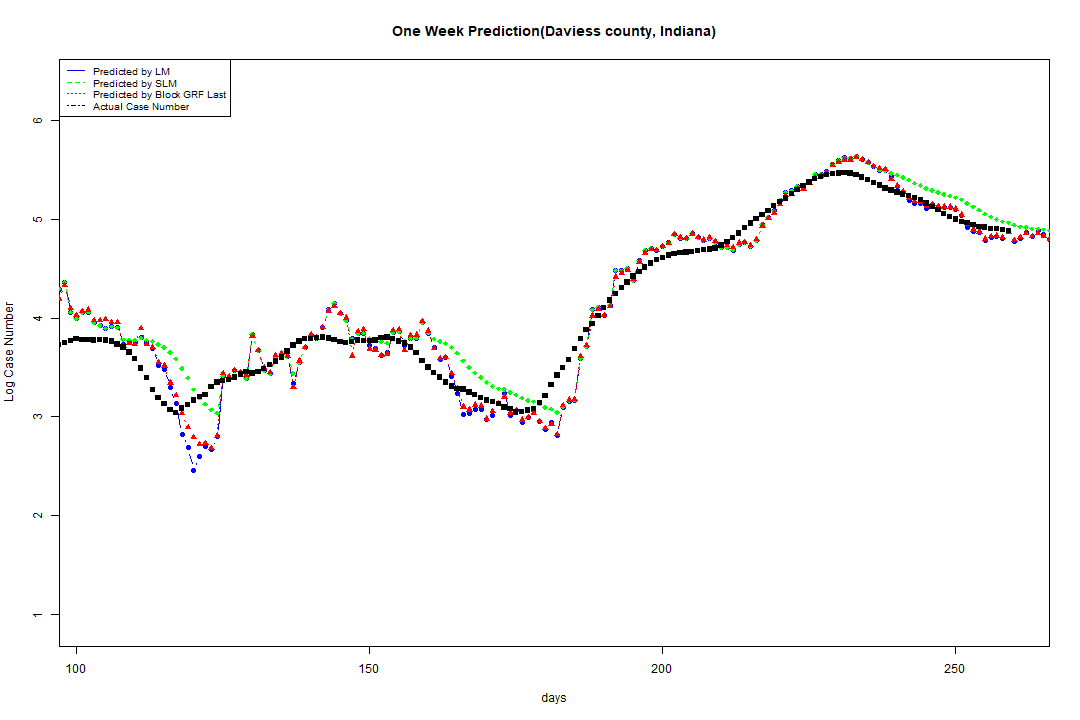 One Week Prediction(Daviess county, Indiana)
Predicted by LM
Predicted by SLM
Predicted by Block GRF Last
Actual Case Number
Log Case Number
6
5
4
3
2
1
100 150 200 250
days